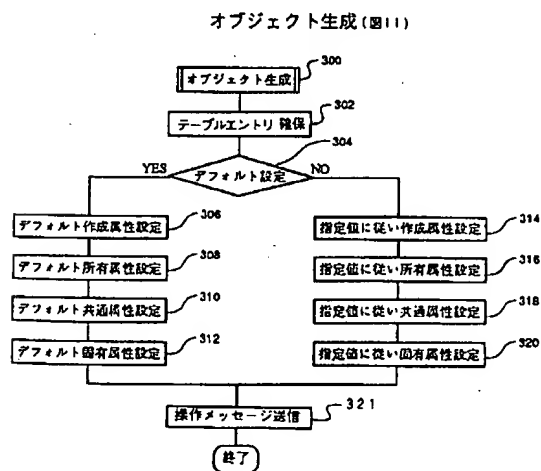 オブジェクト生成(図11)
300
オブジェクト生成
302
テーブルエントリ 確保
304
YES
デフォルト設定
NO
306
デフォルト作成属性設定
308
デフォルト所有属性設定
310
デフォルト共通属性設定
312
デフォルト固有属性設定
314
指定値に従い作成属性設定
316
指定値に従い所有属性設定
318
指定値に従い共通属性設定
320
指定値に従い固有属性設定
321
操作メッセージ送信
終了